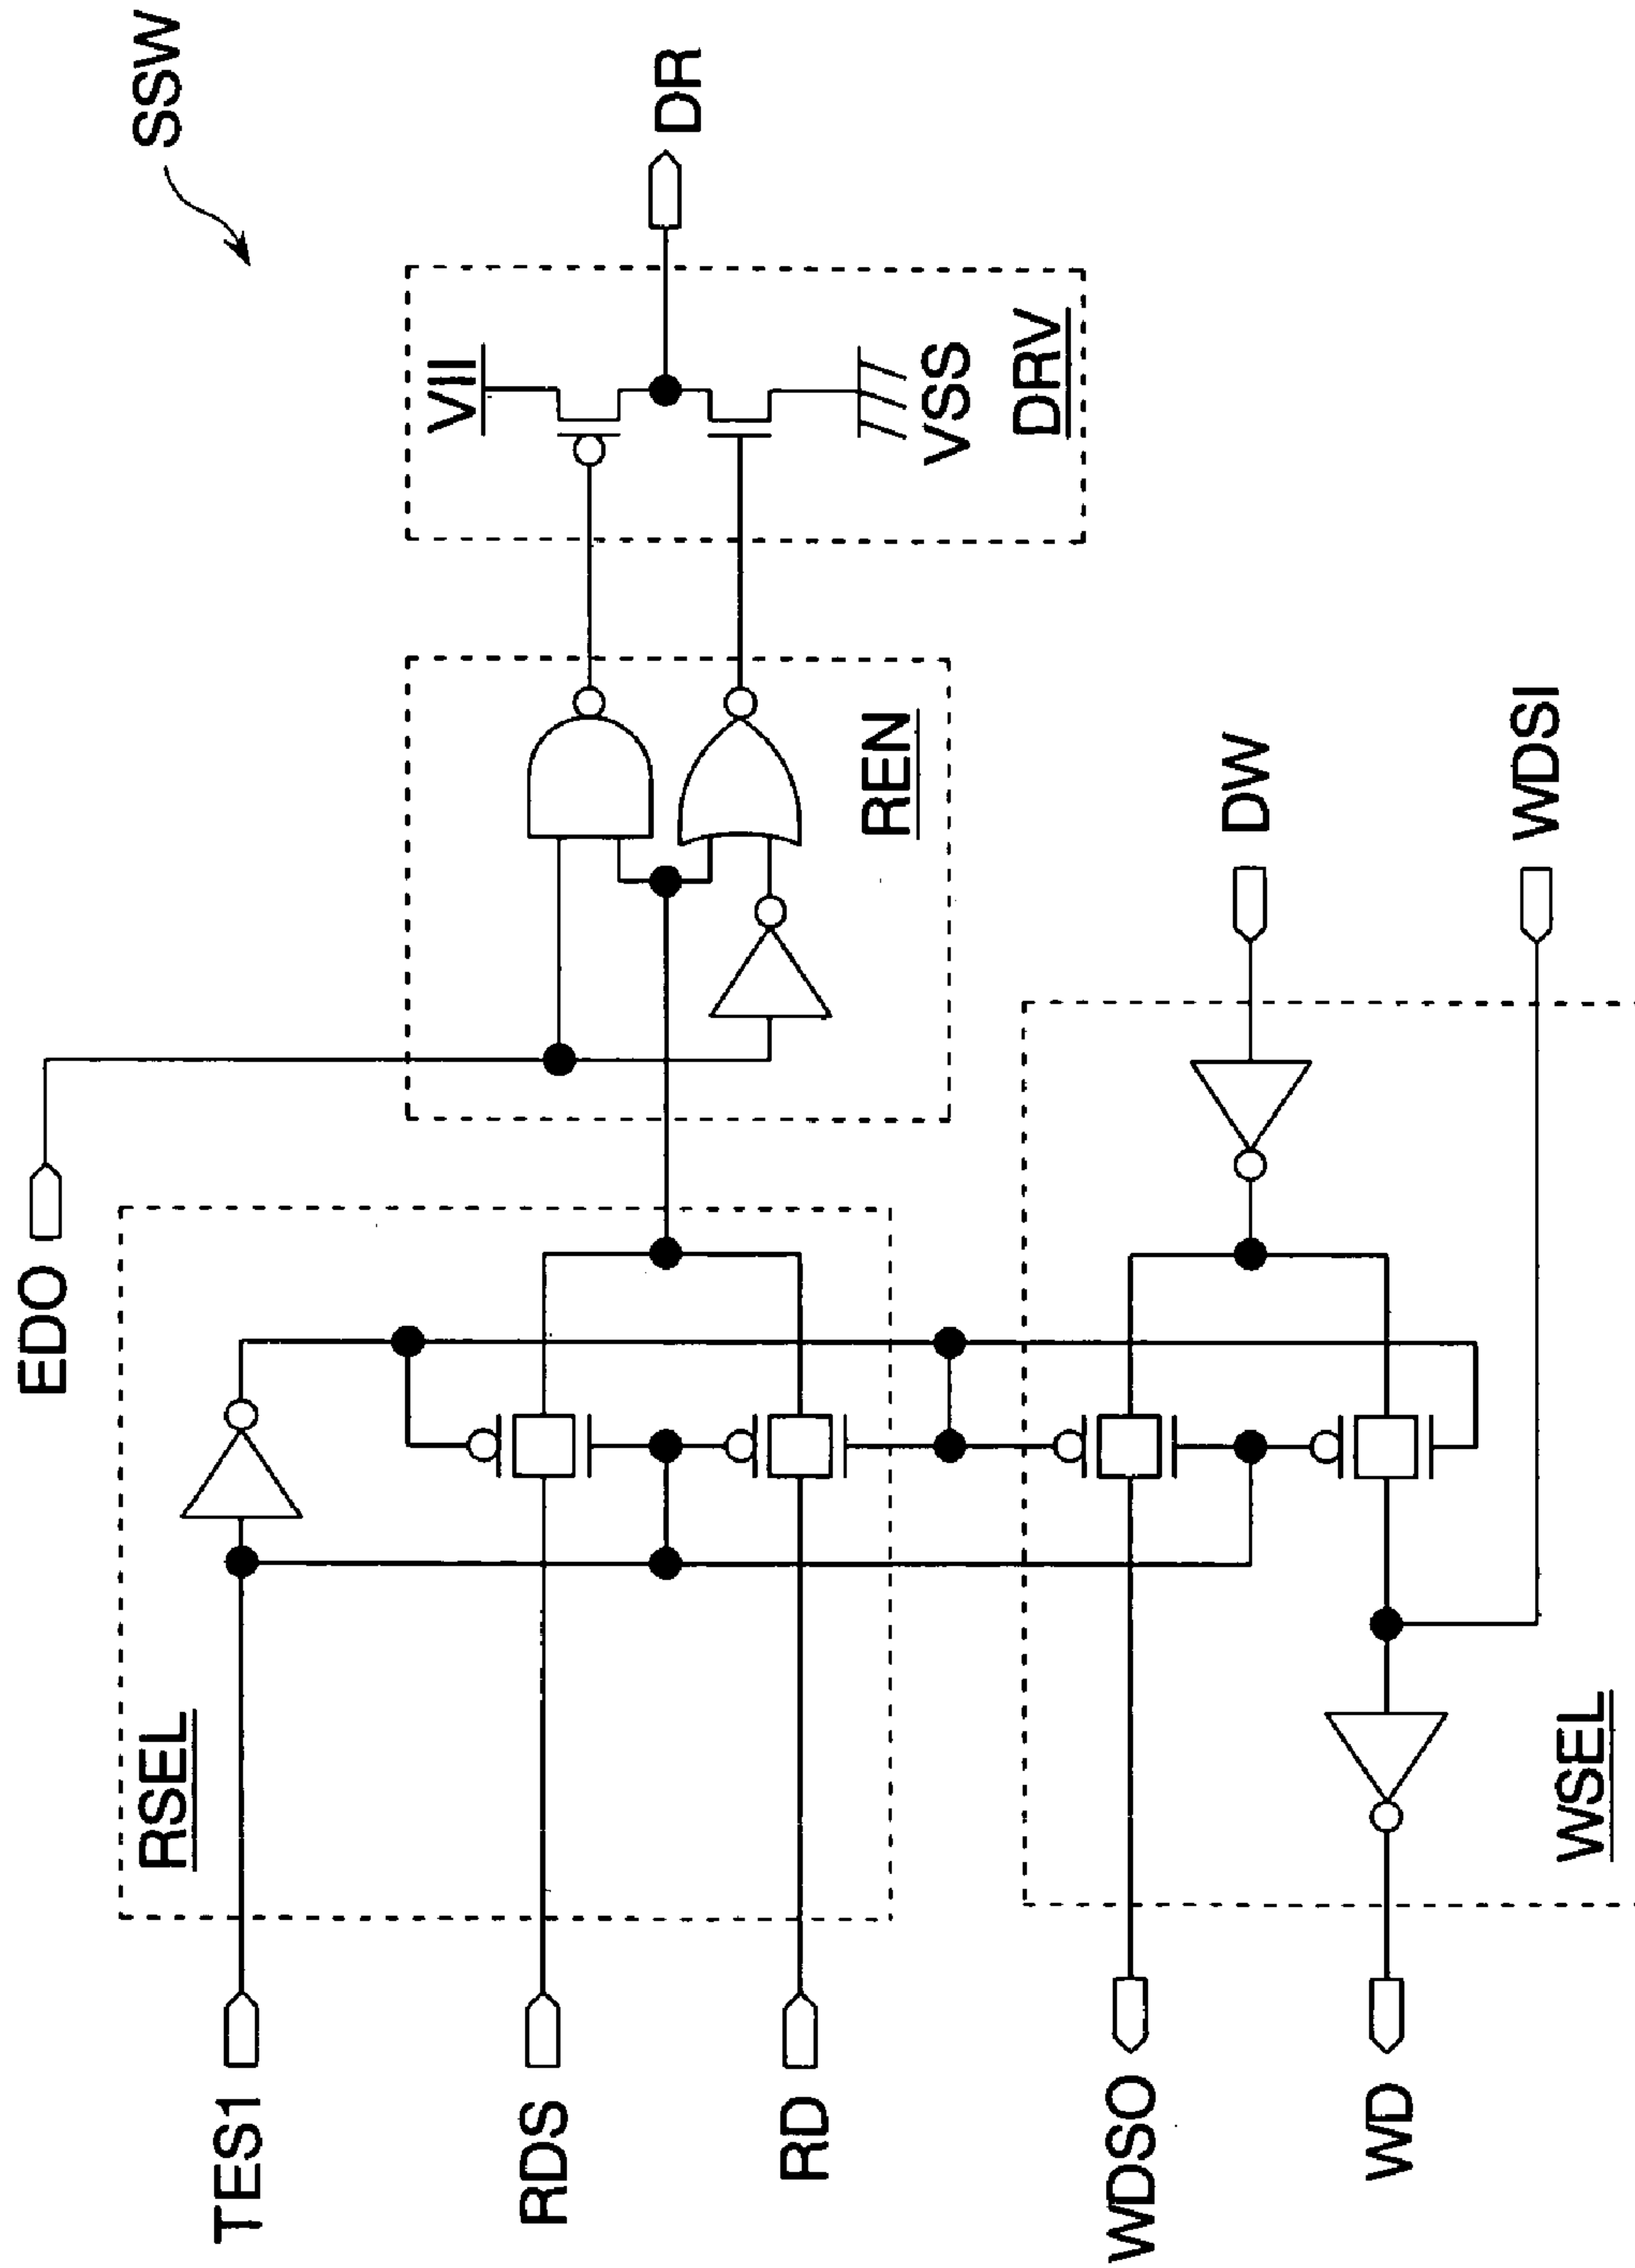 SSW
EDO
RSEL
TES1
RDS
RD
REN
VII
VSS
DRV
DR
WDSO
WD
WSEL
DW
WDSI